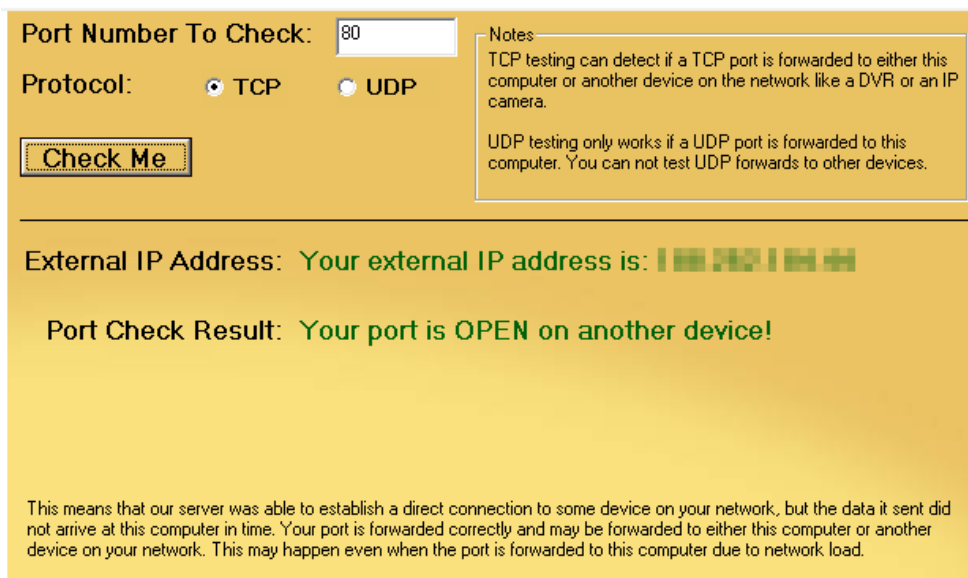 Port Number To Check: 80
Notes
TCP testing can detect if a TCP port is forwarded to either this
computer or another device on the network like a DVR or an IP
camera.
Protocol: TCP UDP
UDP testing only works if a UDP port is forwarded to this
computer. You can not test UDP forwards to other devices.
Check Me
External IP Address: Your external IP address is:
Port Check Result: Your port is OPEN on another device!
This means that our server was able to establish a direct connection to some device on your network, but the data it sent did
not arrive at this computer in time. Your port is forwarded correctly and may be forwarded to either this computer or another
device on your network. This may happen even when the port is forwarded to this computer due to network load.